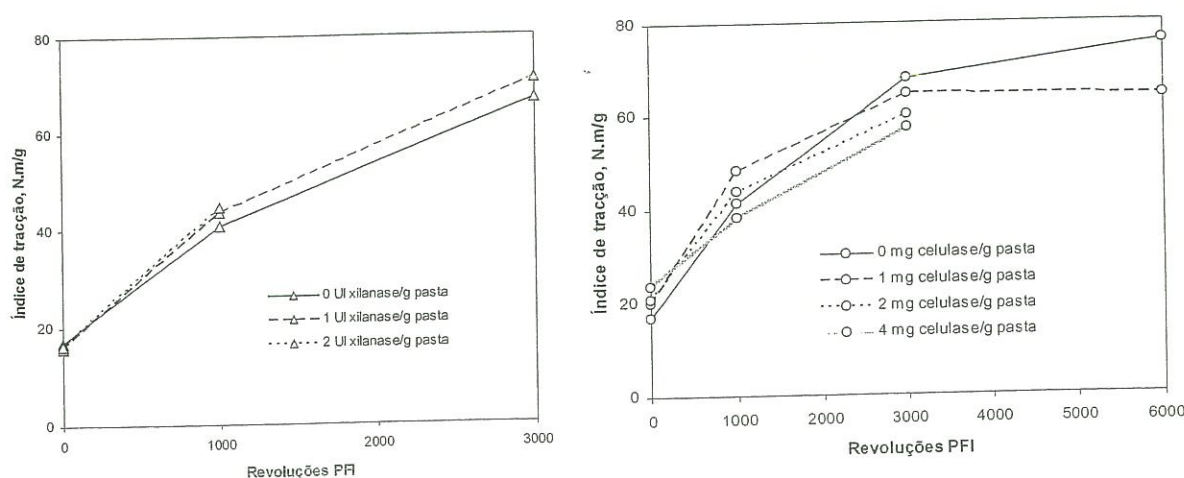 80
60
40
20
0
Índice de tracção, N.m/g
0 UI xilanase/g pasta
1 UI xilanase/g pasta
2 UI xilanase/g pasta
0
1000
2000
3000
Revoluções PFI
80
60
40
20
0
Índice de tracção, N.m/g
0 mg celulase/g pasta
1 mg celulase/g pasta
2 mg celulase/g pasta
4 mg celulase/g pasta
0
1000
2000
3000
4000
5000
6000
Revoluções PFI